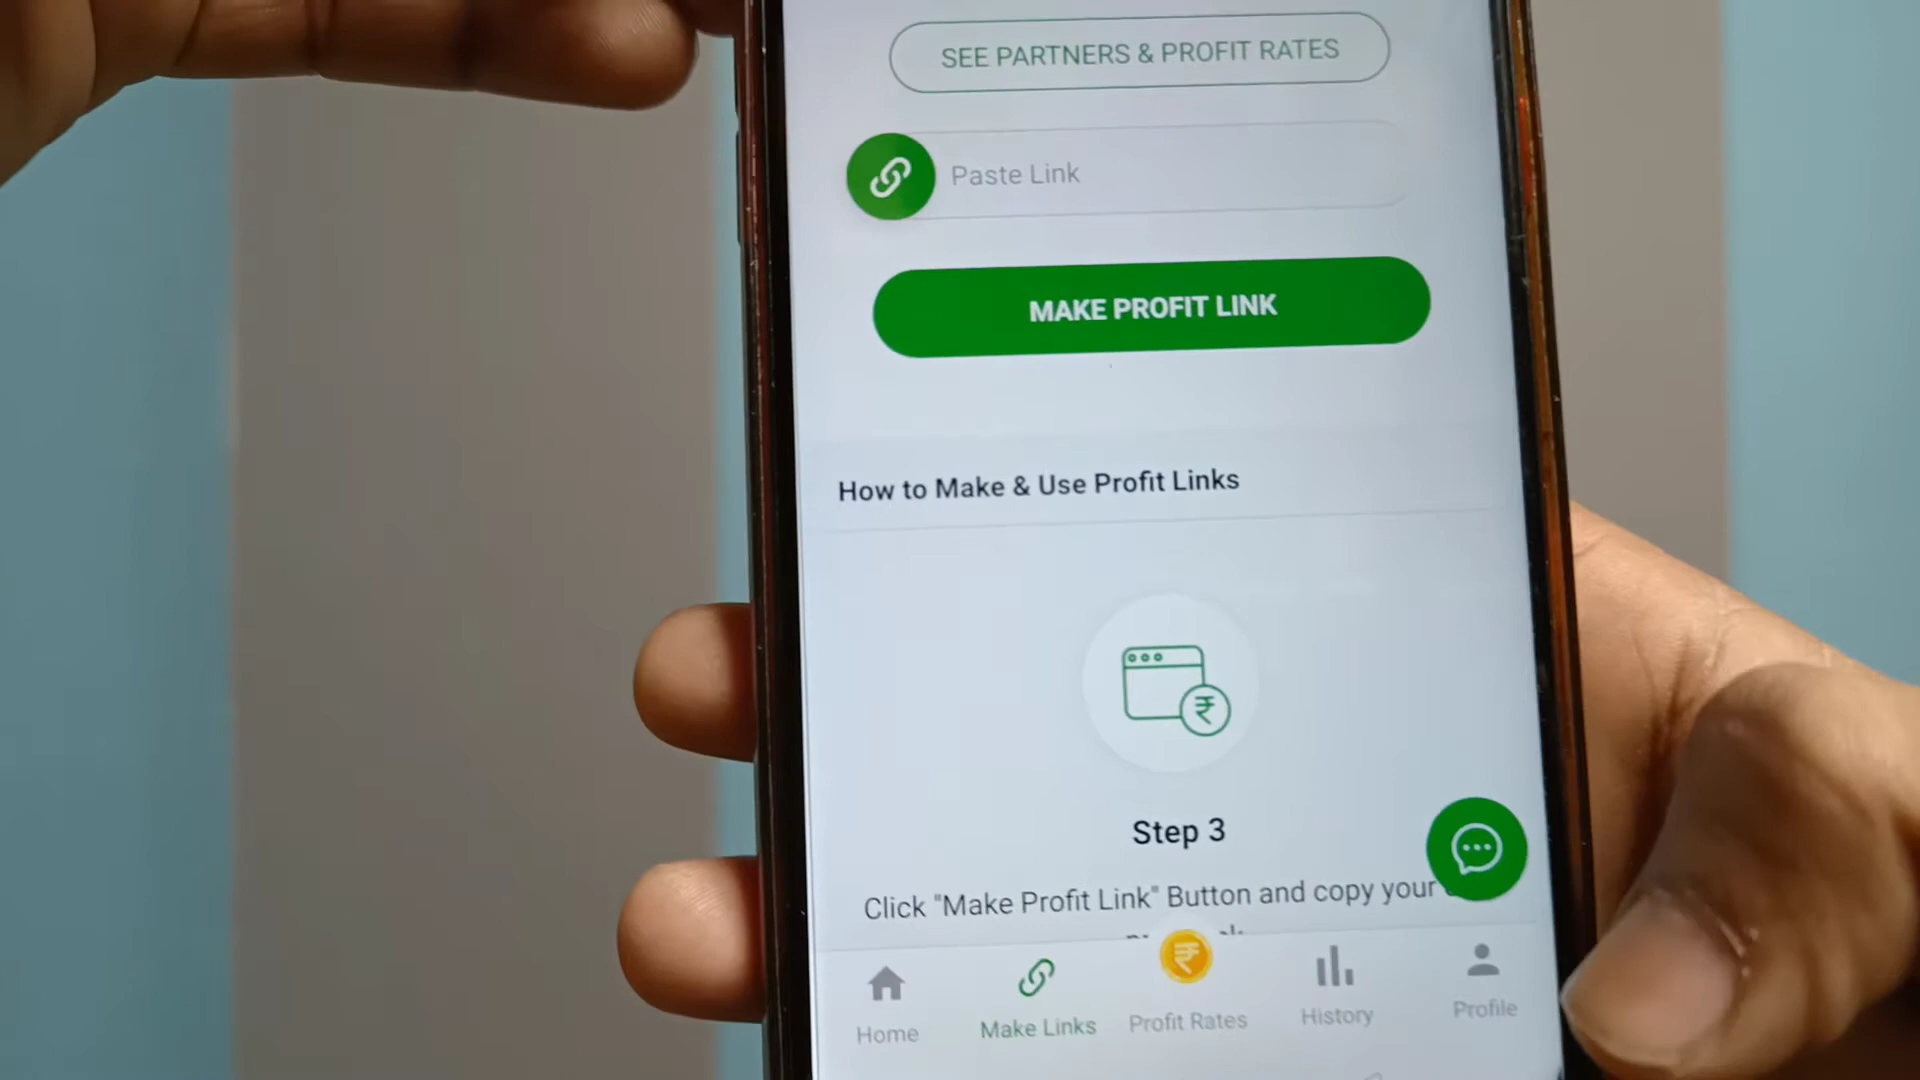 SEE PARTNERS & PROFIT RATES
Paste Link
MAKE PROFIT LINK
How to Make & Use Profit Links
Step 3
Click "Make Profit Link" Button and copy your
Home
Make Links
Profit Rates
History
Profile